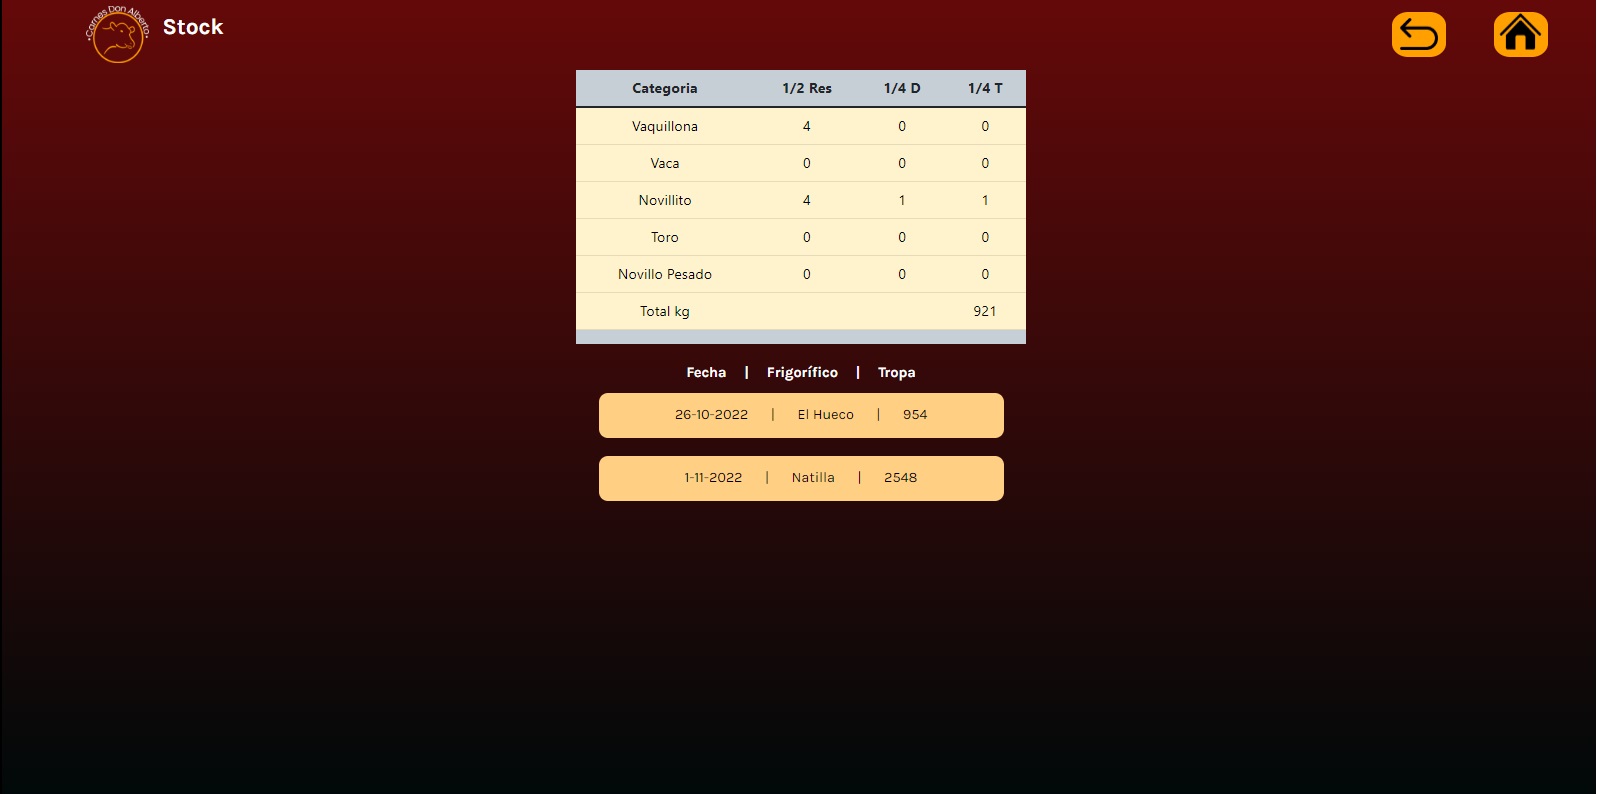 •Carnes Don Alberto•
Stock
Categoria 1/2 Res 1/4 D 1/4 T
Vaquillona 4 0 0
Vaca 0 0 0
Novillito 4 1 1
Toro 0 0 0
Novillo Pesado 0 0 0
Total kg 921
Fecha | Frigorífico | Tropa
26-10-2022 | El Hueco | 954
1-11-2022 | Natilla | 2548